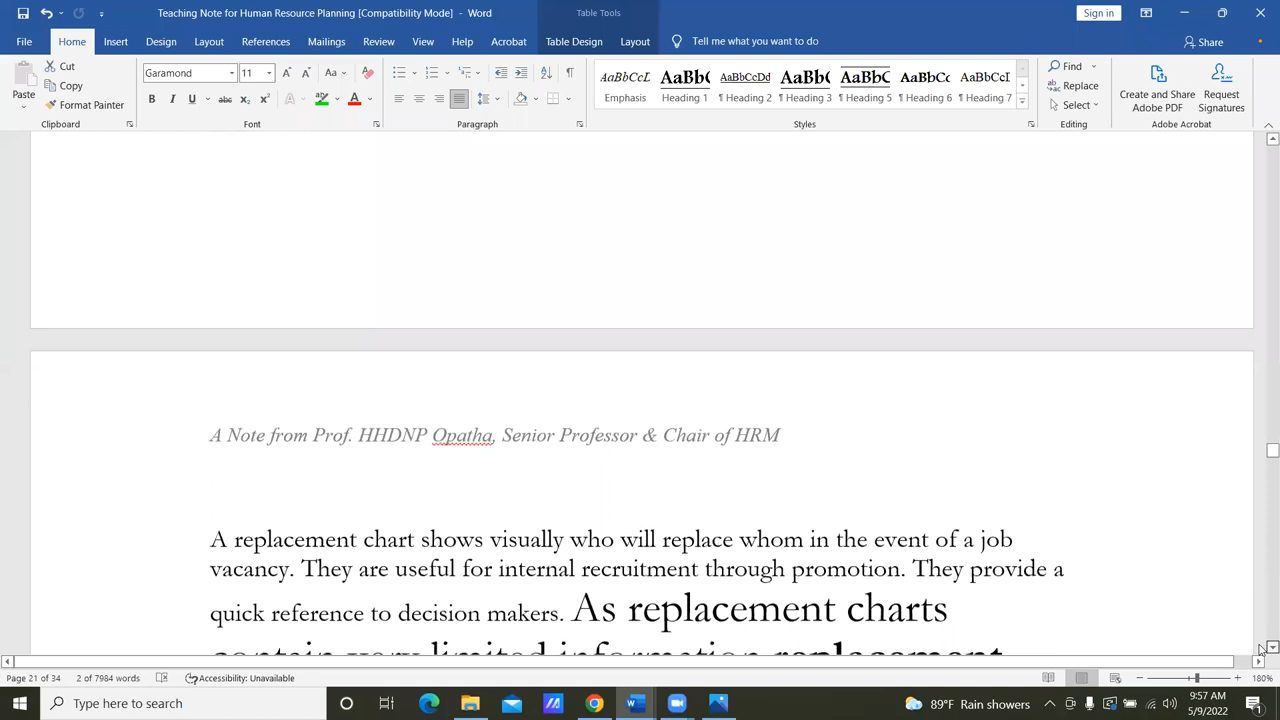 Teaching Note for Human Resource Planning [Compatibility Mode] - Word
Table Tools
Sign in
File Home Insert Design Layout References Mailings Review View Help Acrobat Table Design Layout Tell me what you want to do Share
Paste
Cut
Copy
Format Painter
Clipboard
Garamond 11
Font
Paragraph
AaBbCcL AaBb( AaBbCcDd AaBb( AaBbC AaBbCc AaBbCcI
Emphasis Heading 1 ¶ Heading 2 ¶ Heading 3 ¶ Heading 5 ¶ Heading 6 ¶ Heading 7
Styles
Find
Replace
Select
Editing
Create and Share Adobe PDF
Request Signatures
Adobe Acrobat
A Note from Prof. HHDNP Opatha, Senior Professor & Chair of HRM
A replacement chart shows visually who will replace whom in the event of a job
vacancy. They are useful for internal recruitment through promotion. They provide a
quick reference to decision makers. As replacement charts
contain very limited information replacement
Page 21 of 34 2 of 7984 words Accessibility: Unavailable 180%
Type here to search
89°F Rain showers
9:57 AM
5/9/2022
1